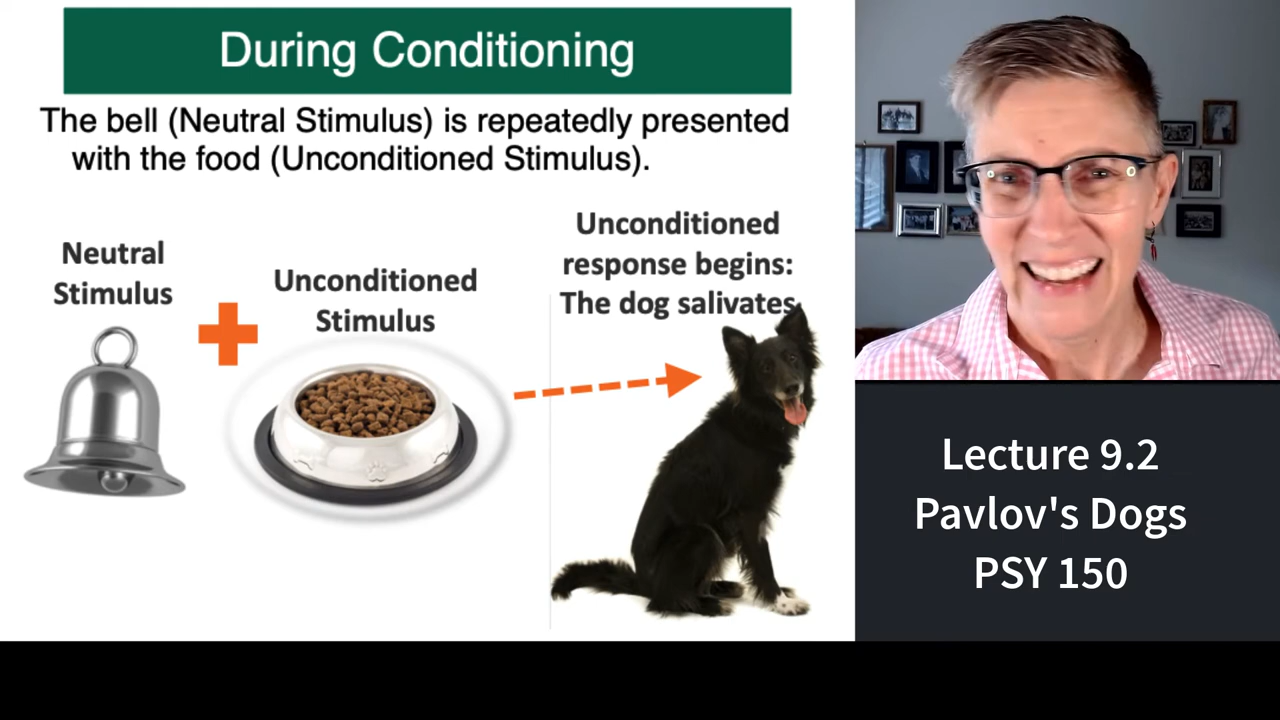 During Conditioning
The bell (Neutral Stimulus) is repeatedly presented
with the food (Unconditioned Stimulus).
Neutral
Stimulus
Unconditioned
Stimulus
Unconditioned
response begins:
The dog salivates.
Lecture 9.2
Pavlov's Dogs
PSY 150